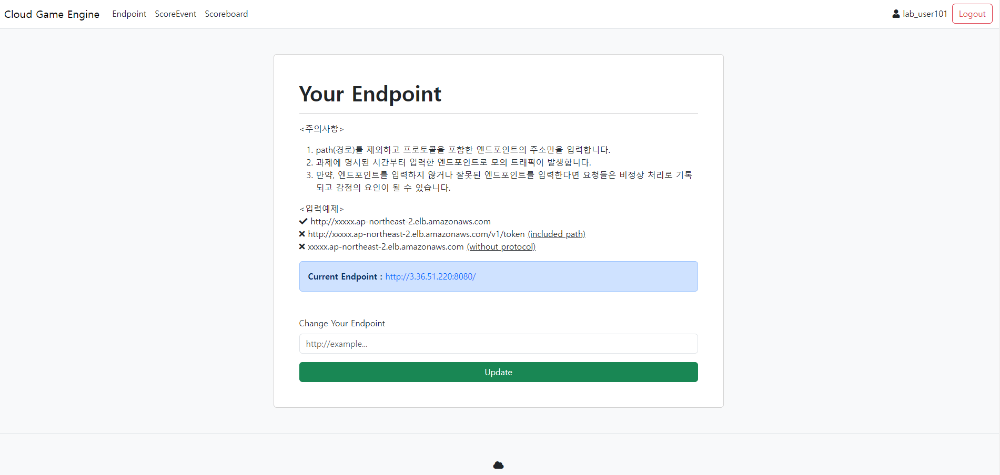 Cloud Game Engine Endpoint ScoreEvent Scoreboard lab_user101 Logout
Your Endpoint
<주의사항>
1. path(경로)를 제외하고 프로토콜을 포함한 엔드포인트의 주소만을 입력합니다.
2. 과제에 명시된 시간부터 입력한 엔드포인트로 모의 트래픽이 발생합니다.
3. 만약, 엔드포인트를 입력하지 않거나 잘못된 엔드포인트를 입력한다면 요청들은 비정상 처리로 기록
되고 감점의 요인이 될 수 있습니다.
<입력예제>
✔ http://xxxxx.ap-northeast-2.elb.amazonaws.com
✖ http://xxxxx.ap-northeast-2.elb.amazonaws.com/v1/token (included path)
✖ xxxxx.ap-northeast-2.elb.amazonaws.com (without protocol)
Current Endpoint : http://3.36.51.220:8080/
Change Your Endpoint
http://example...
Update